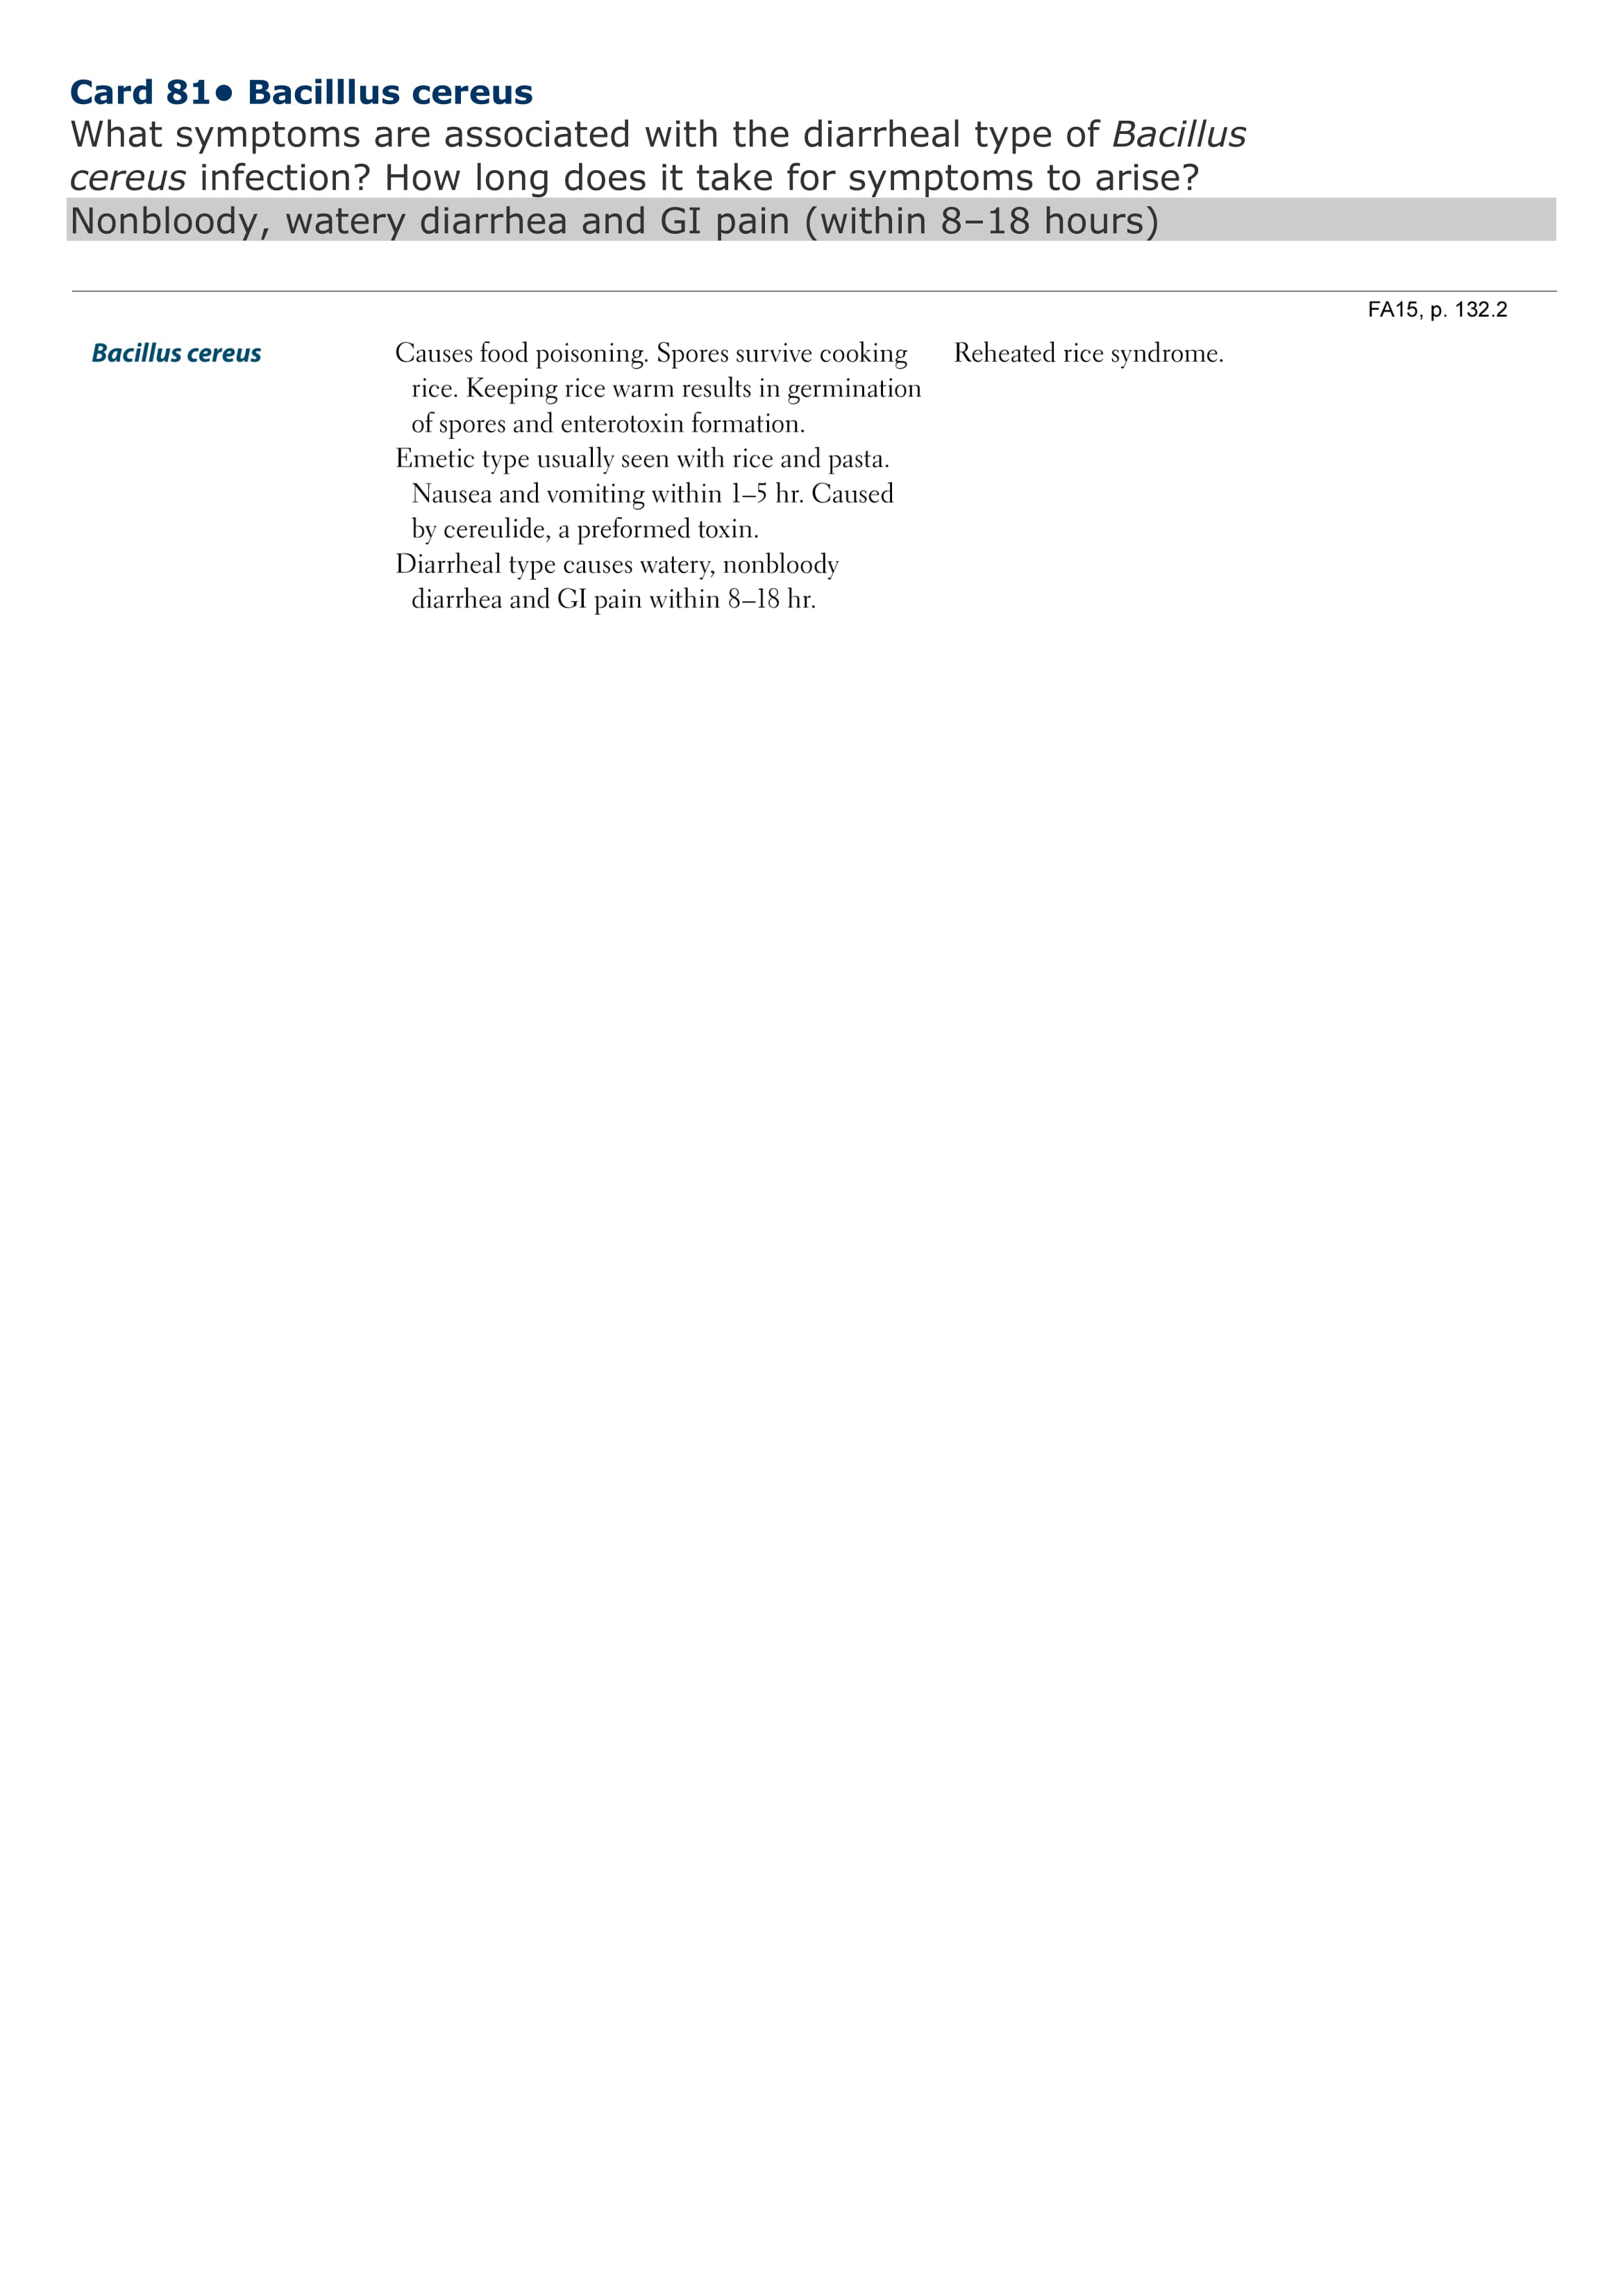 Card 81● Bacilllus cereus
What symptoms are associated with the diarrheal type of Bacillus
cereus infection? How long does it take for symptoms to arise?
Nonbloody, watery diarrhea and GI pain (within 8–18 hours)
FA15, p. 132.2
Bacillus cereus
Causes food poisoning. Spores survive cooking
rice. Keeping rice warm results in germination
of spores and enterotoxin formation.
Emetic type usually seen with rice and pasta.
Nausea and vomiting within 1–5 hr. Caused
by cereulide, a preformed toxin.
Diarrheal type causes watery, nonbloody
diarrhea and GI pain within 8–18 hr.
Reheated rice syndrome.